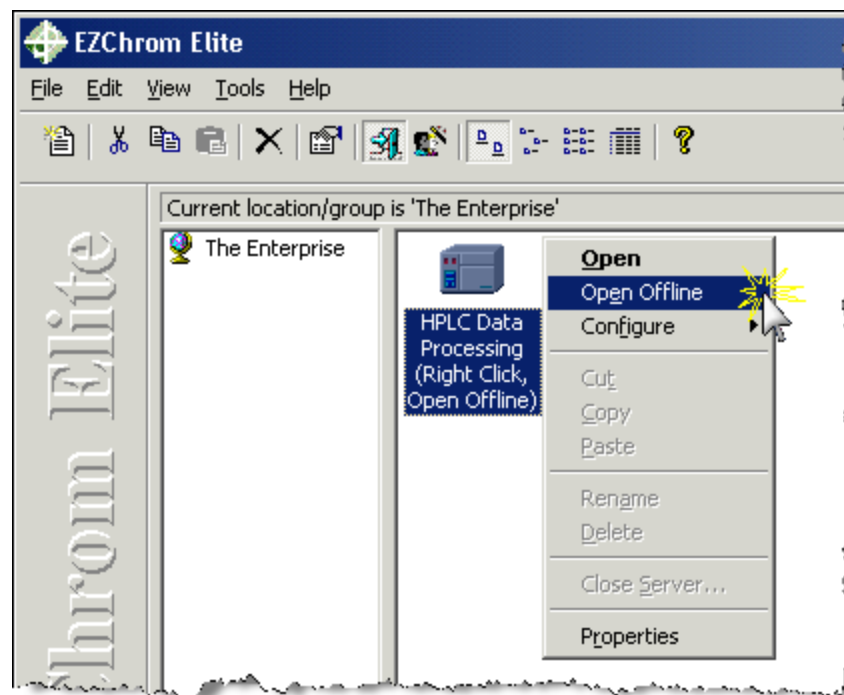 EZChrom Elite
File Edit View Tools Help
Current location/group is 'The Enterprise'
The Enterprise
HPLC Data
Processing
(Right Click,
Open Offline)
Open
Open Offline
Configure
Cut
Copy
Paste
Rename
Delete
Close Server...
Properties
Chrom Elite